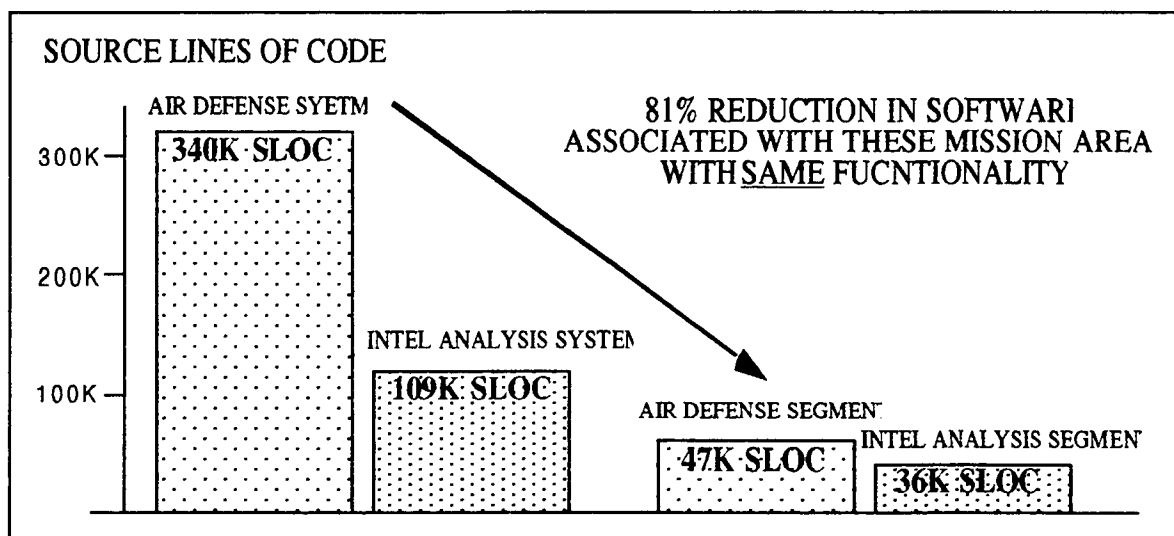 SOURCE LINES OF CODE
AIR DEFENSE SYETM
81% REDUCTION IN SOFTWARI
ASSOCIATED WITH THESE MISSION AREA
WITH SAME FUCNTIONALITY
340K SLOC
300K
200K
INTEL ANALYSIS SYSTEM
109K SLOC
100K
AIR DEFENSE SEGMENT
INTEL ANALYSIS SEGMENT
47K SLOC
36K SLOC